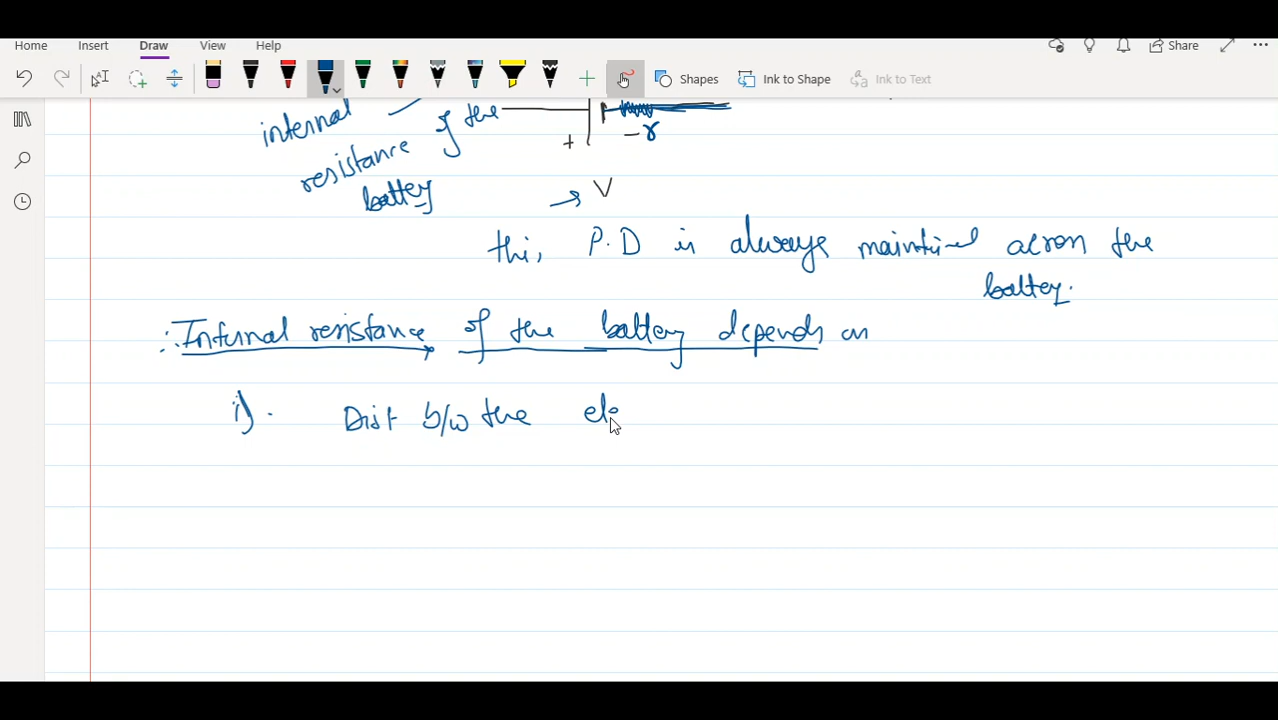 Home Insert Draw View Help Share
Shapes Ink to Shape Ink to Text
internal
resistance of the
battery
+ - r
→ V
this, P.D is always maintained across the
battery.
∴ Internal resistance of the battery depends on
i). Dist b/w the ele